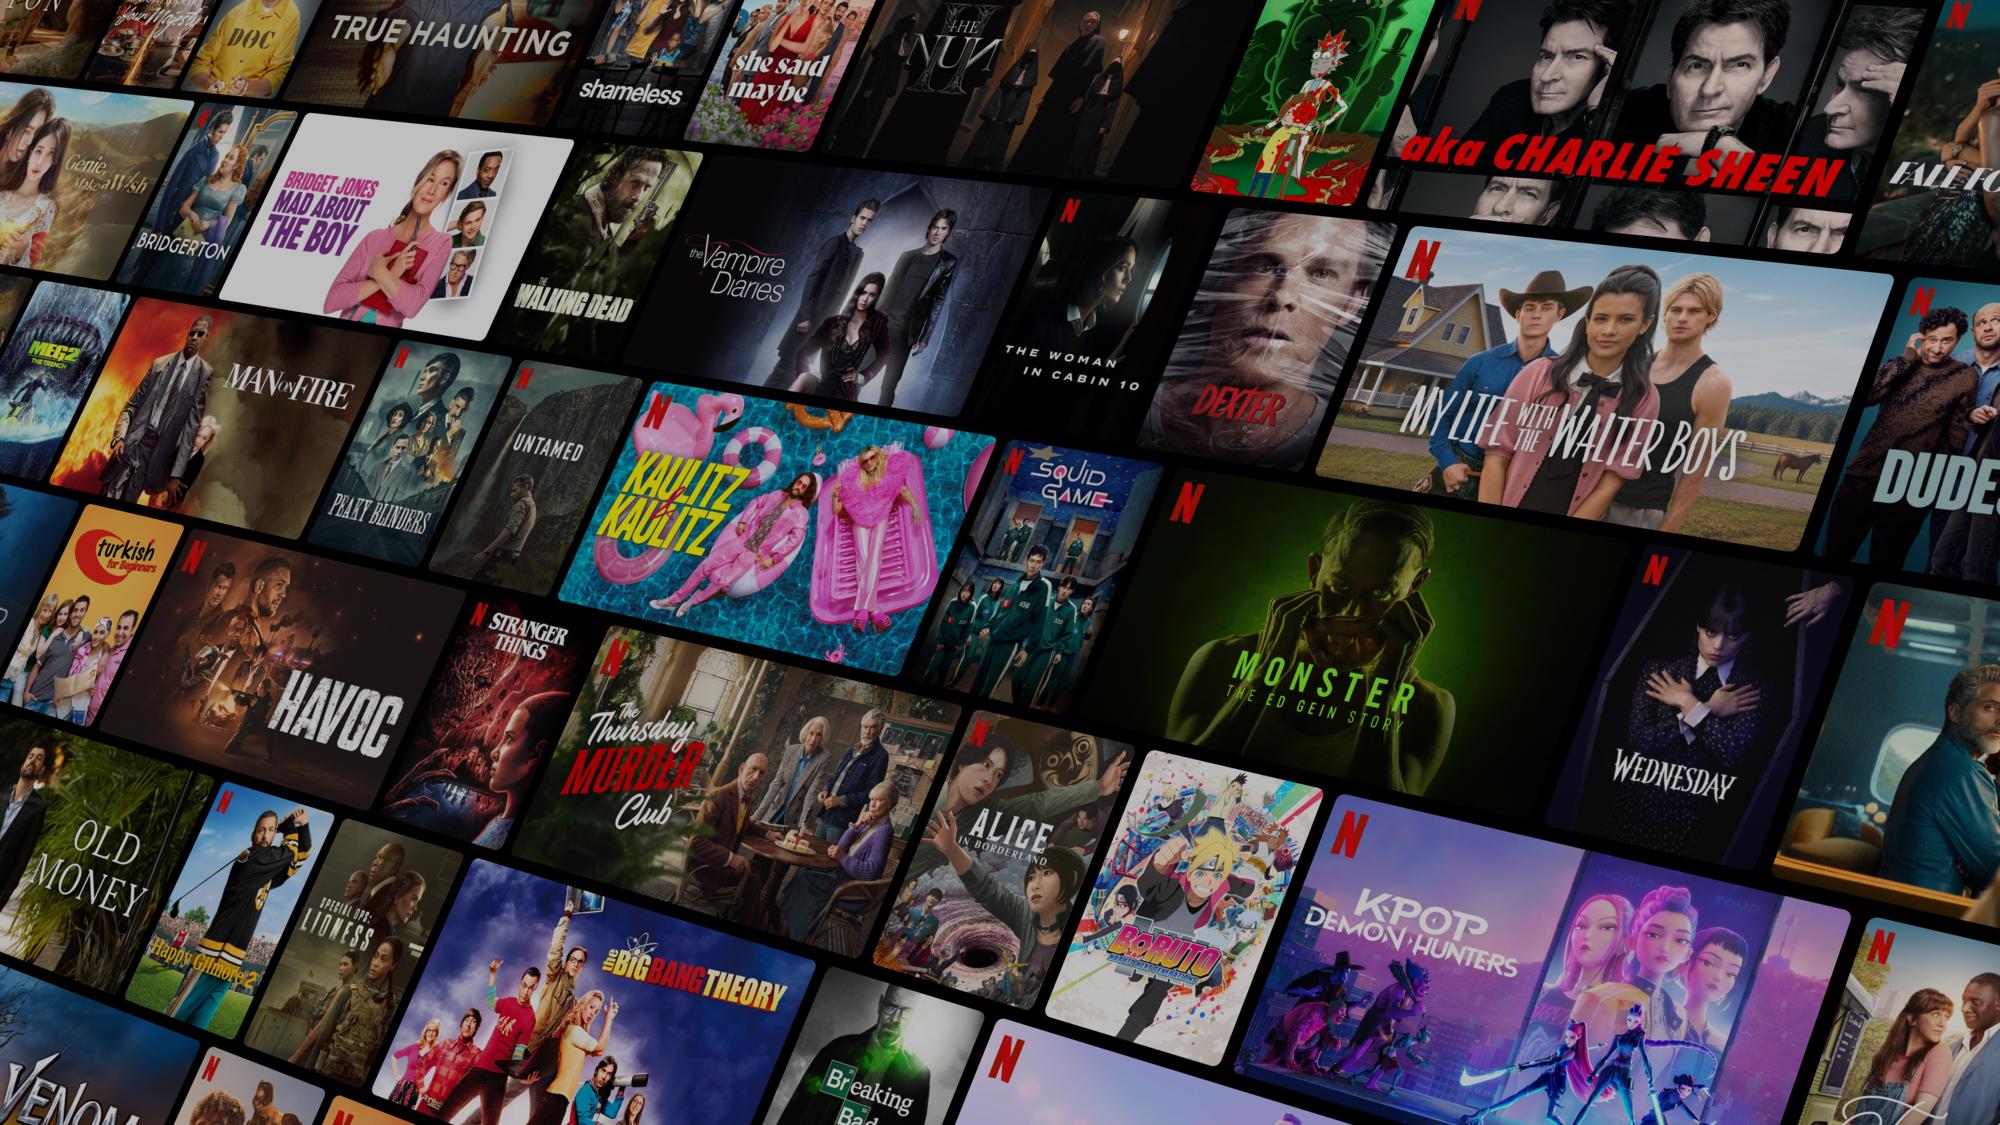 your Majesty
DOC
TRUE HAUNTING
shameless
she said
maybe
THE
NUN
II
N
aka CHARLIE SHEEN
N
FALL FO
Genie,
Make a Wish
N
BRIDGERTON
BRIDGET JONES
MAD ABOUT
THE BOY
THE
WALKING DEAD
the Vampire
Diaries
N
THE WOMAN
IN CABIN 10
DEXTER
N
MY LIFE WITH THE WALTER BOYS
N
DUDES
MEG2
THE TRENCH
MAN ON FIRE
N
PEAKY BLINDERS
N
UNTAMED
N
KAULITZ
&
KAULITZ
N
SQUID
GAME
N
MONSTER
THE ED GEIN STORY
N
WEDNESDAY
N
turkish
for Beginners
N
HAVOC
N
STRANGER
THINGS
N
The
Thursday
MURDER
Club
N
ALICE
IN BORDERLAND
BORUTO
NARUTO NEXT GENERATIONS
N
K-POP
DEMON HUNTERS
N
OLD
MONEY
N
Happy Gilmore 2
SPECIAL OPS:
LIONESS
the BIG BANG THEORY
Breaking
Bad
N
VENOM
N
N